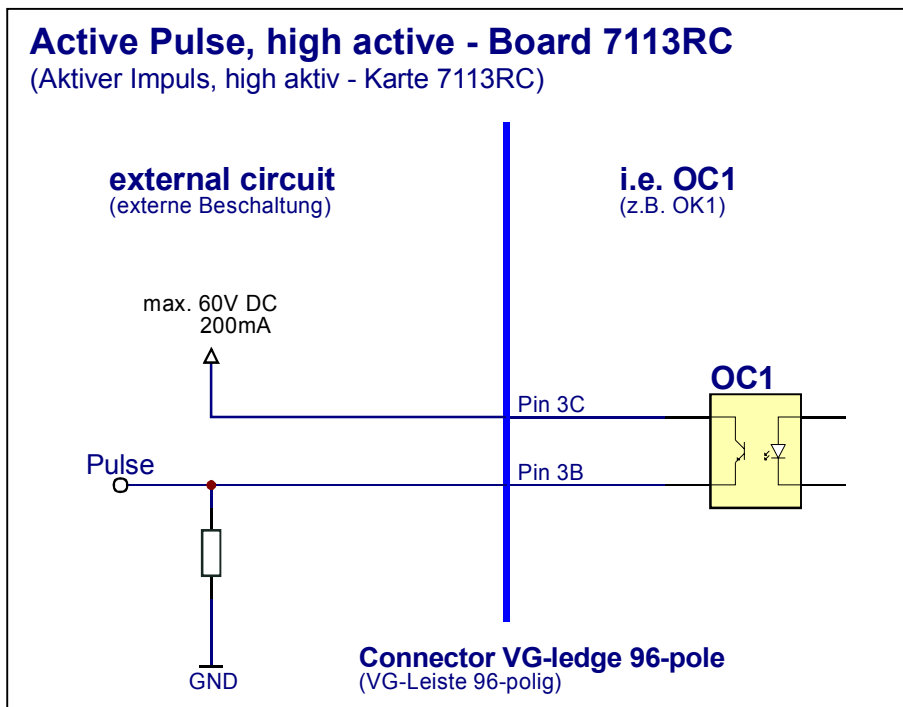 Active Pulse, high active - Board 7113RC
(Aktiver Impuls, high aktiv - Karte 7113RC)
external circuit
(externe Beschaltung)
i.e. OC1
(z.B. OK1)
max. 60V DC
200mA
OC1
Pin 3C
Pulse
Pin 3B
GND
Connector VG-ledge 96-pole
(VG-Leiste 96-polig)